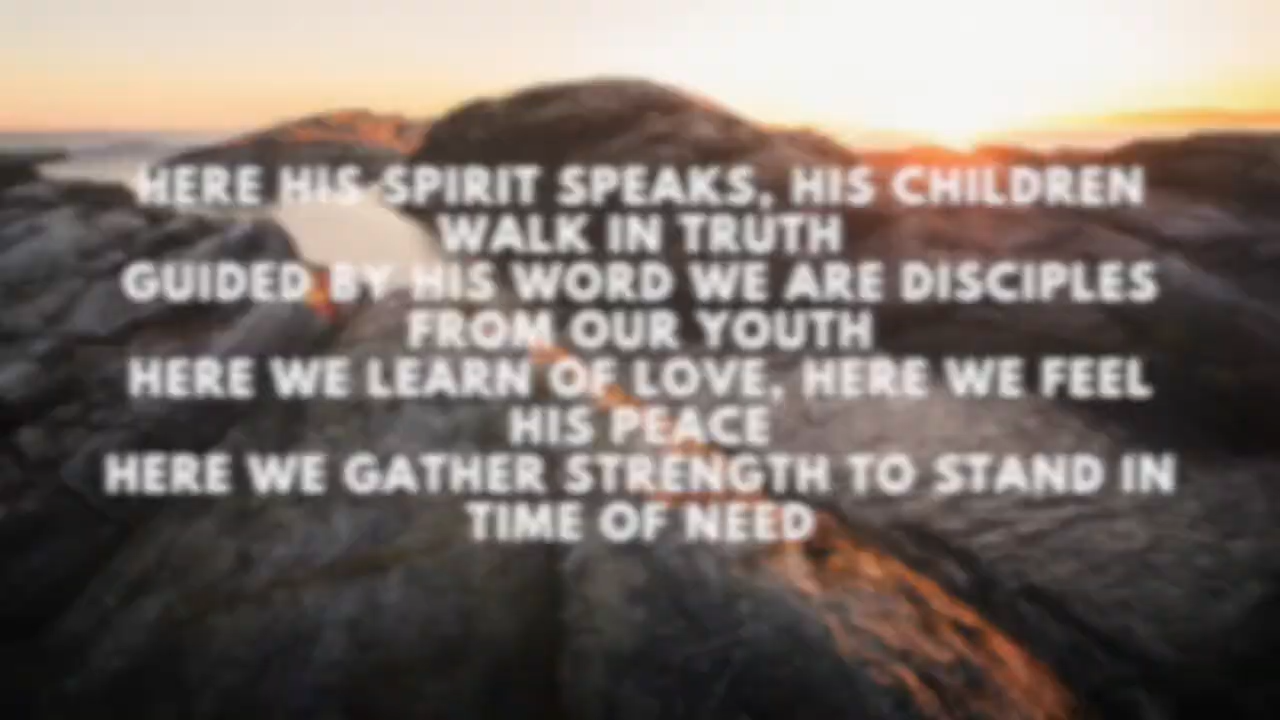 HERE HIS SPIRIT SPEAKS, HIS CHILDREN
WALK IN TRUTH
GUIDED BY HIS WORD WE ARE DISCIPLES
FROM OUR YOUTH
HERE WE LEARN OF LOVE, HERE WE FEEL
HIS PEACE
HERE WE GATHER STRENGTH TO STAND IN
TIME OF NEED